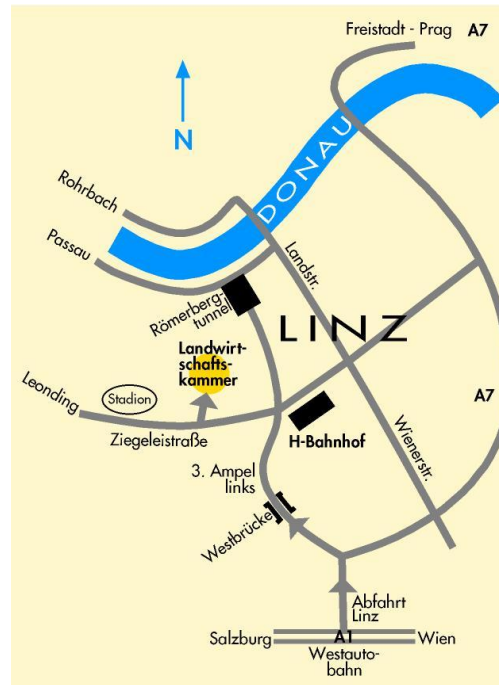 Freistadt - Prag A7
N
DONAU
Rohrbach
Passau
Landstr.
Römerberg-
tunnel
LINZ
Landwirt-
schafts-
kammer
Leonding
Stadion
Ziegeleistraße
H-Bahnhof
A7
Wienerstr.
3. Ampel
links
Westbrücke
Abfahrt
Linz
Salzburg A1 Wien
Westauto-
bahn